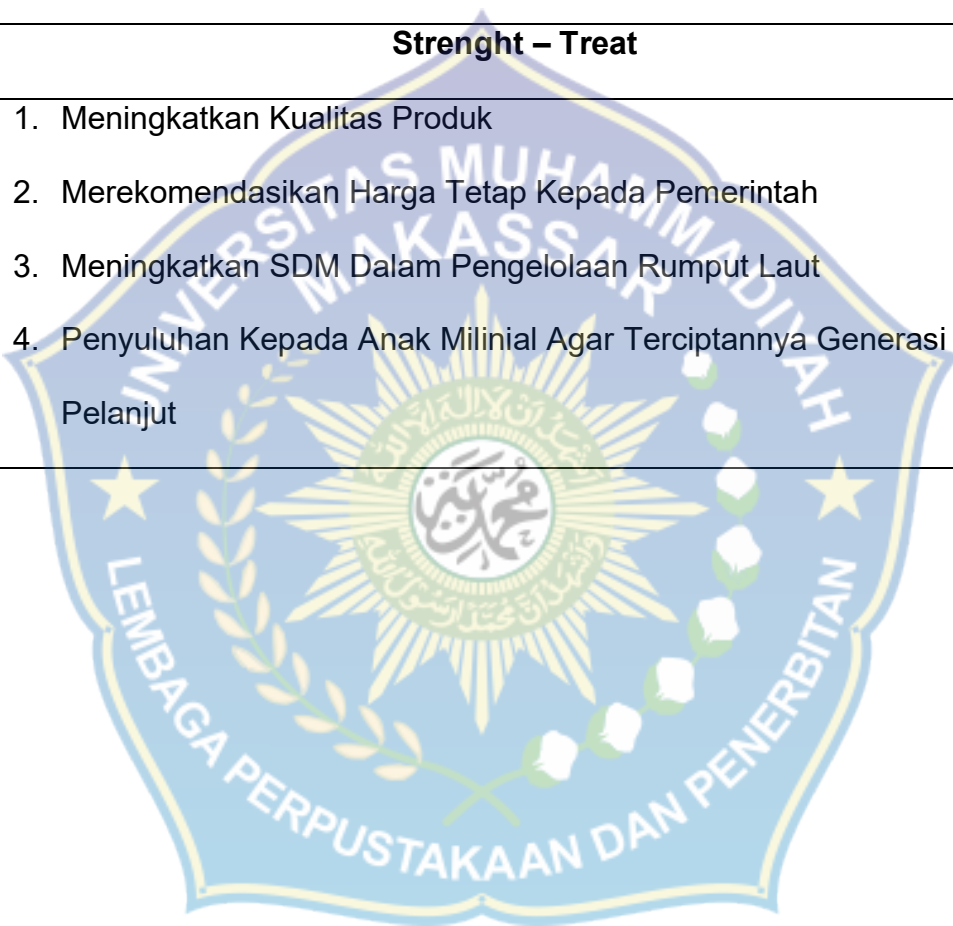 Strenght – Treat
1. Meningkatkan Kualitas Produk
2. Merekomendasikan Harga Tetap Kepada Pemerintah
3. Meningkatkan SDM Dalam Pengelolaan Rumput Laut
4. Penyuluhan Kepada Anak Milinial Agar Terciptannya Generasi
Pelanjut
UNIVERSITAS MUHAMMADIYAH
MAKASSAR
LEMBAGA PERPUSTAKAAN DAN PENERBITAN